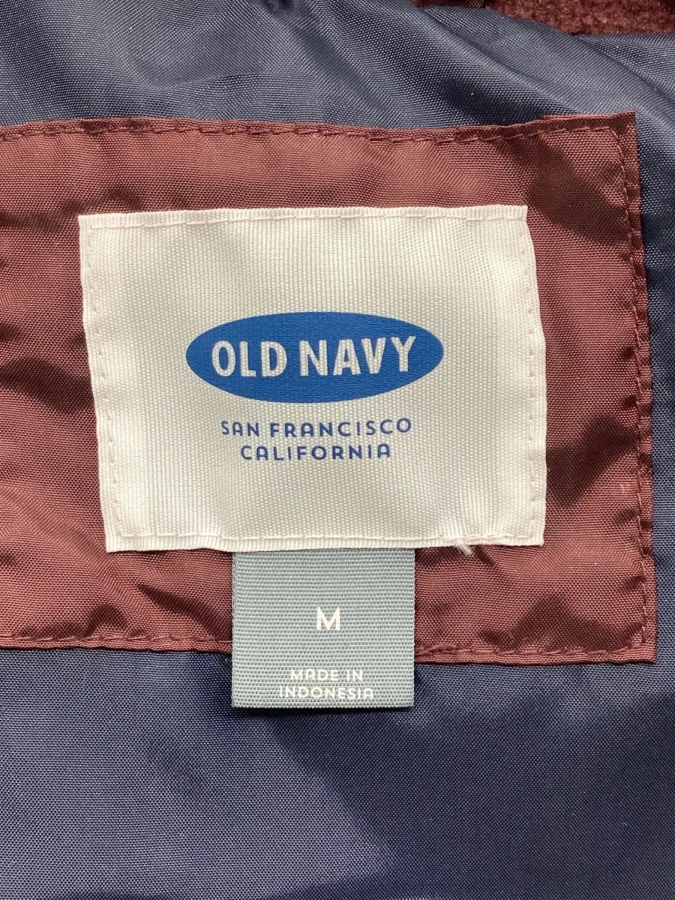 OLD NAVY
SAN FRANCISCO
CALIFORNIA
M
MADE IN
INDONESIA